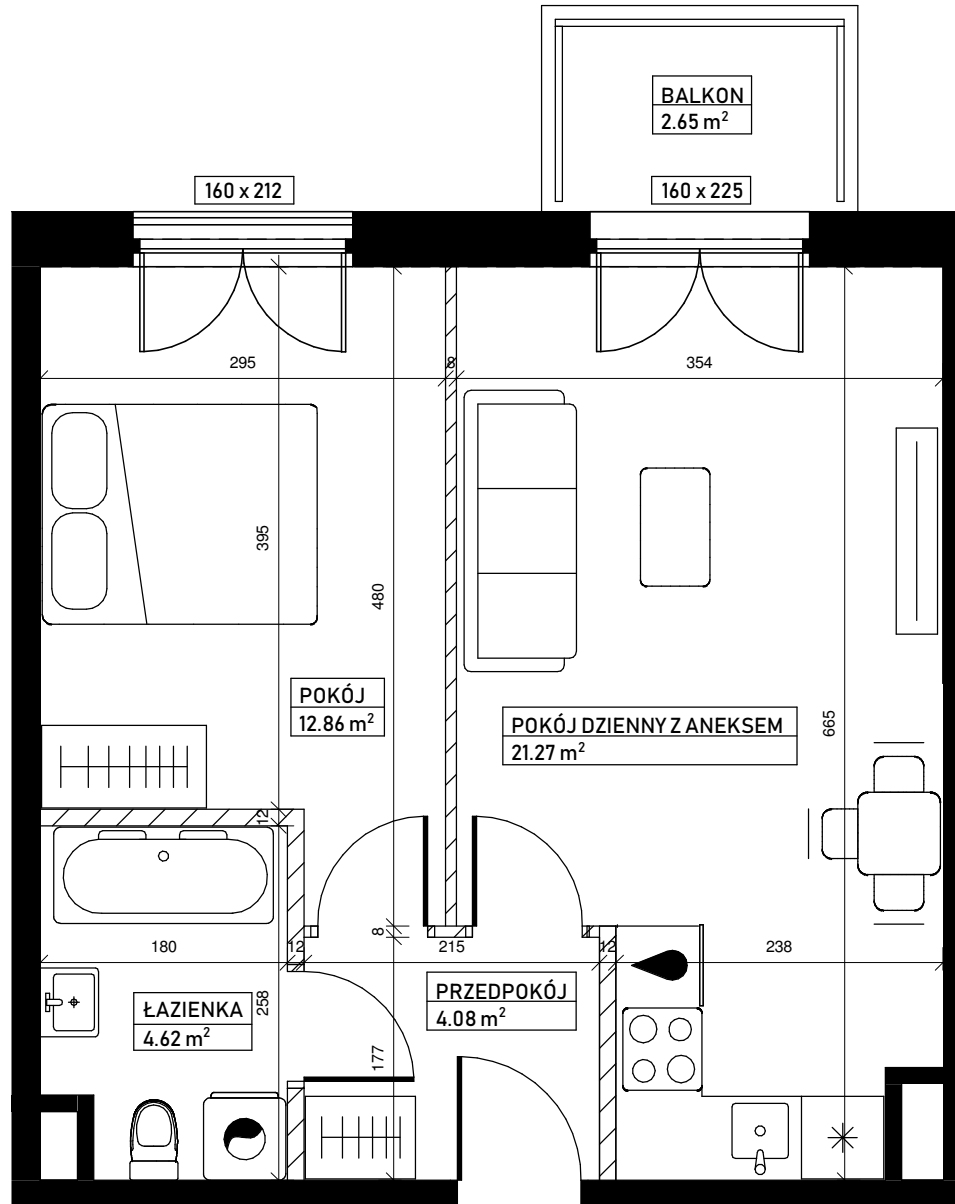 BALKON
2.65 m²
160 x 212
160 x 225
295
8
354
395
480
665
POKÓJ
12.86 m²
POKÓJ DZIENNY Z ANEKSEM
21.27 m²
12
8
180
12
215
12
238
ŁAZIENKA
4.62 m²
258
PRZEDPOKÓJ
4.08 m²
177